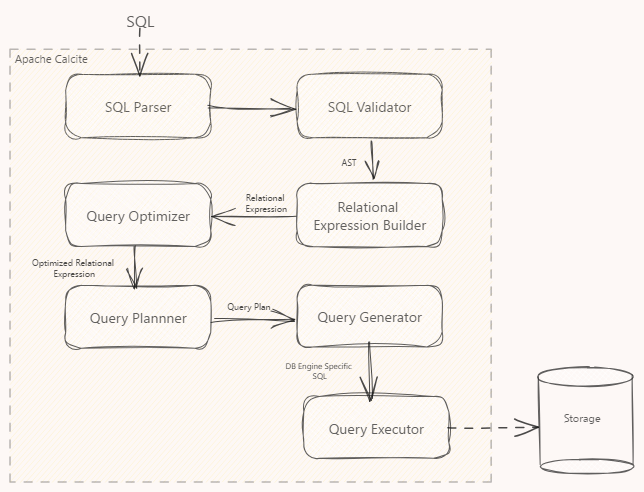 SQL
Apache Calcite
SQL Parser
SQL Validator
AST
Query Optimizer
Relational
Expression
Relational
Expression Builder
Optimized Relational
Expression
Query Plannner
Query Plan
Query Generator
DB Engine Specific
SQL
Query Executor
Storage